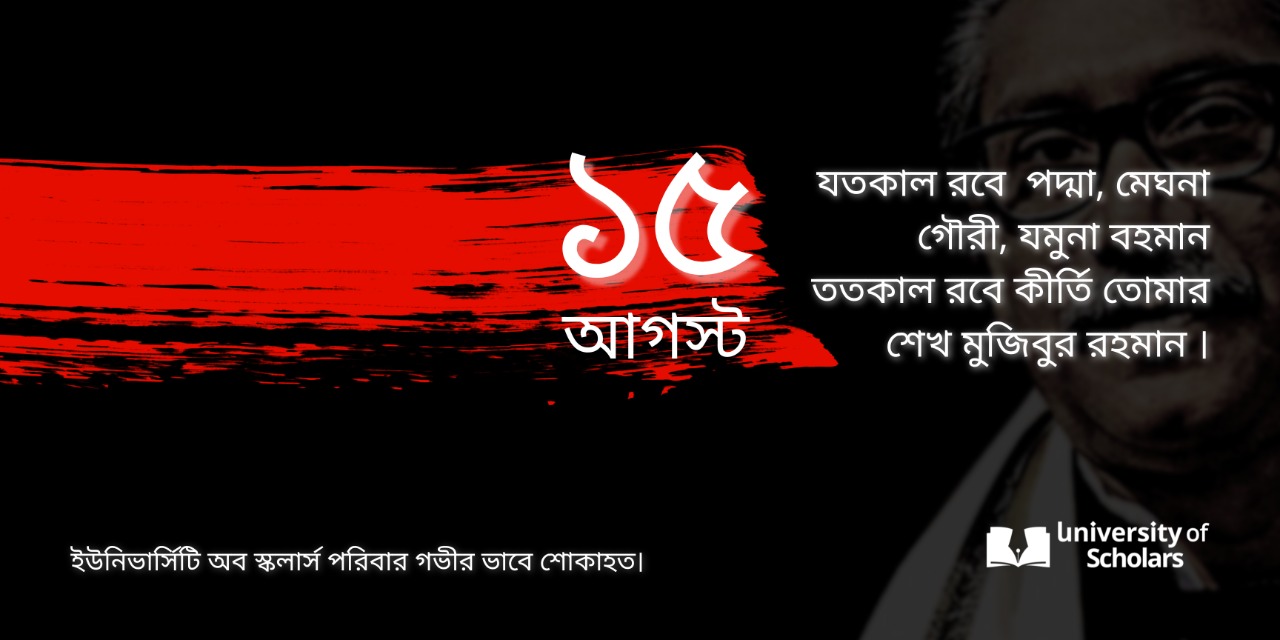 ১৫
আগস্ট
যতকাল রবে পদ্মা, মেঘনা
গৌরী, যমুনা বহমান
ততকাল রবে কীর্তি তোমার
শেখ মুজিবুর রহমান ।
ইউনিভার্সিটি অব স্কলার্স পরিবার গভীর ভাবে শোকাহত।
University of
Scholars